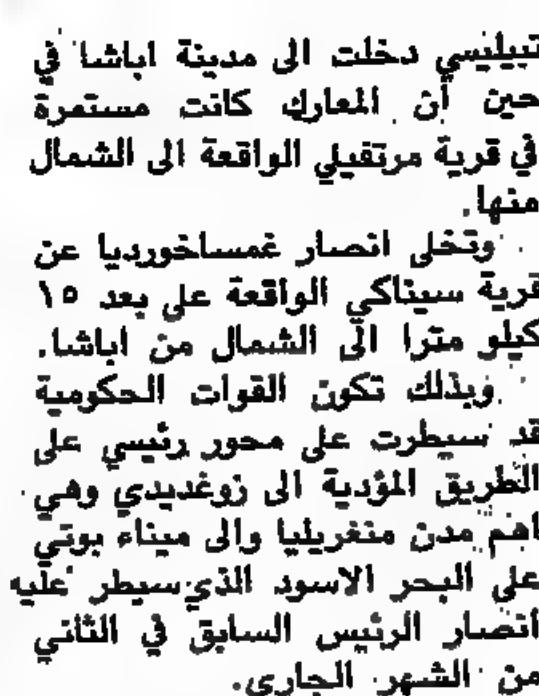 تبيليسي دخلت الى مدينة اباشا في
حين أن المعارك كانت مستمرة
في قرية مرتفيلي الواقعة الى الشمال
منها.
وتخلى انصار غمساخورديا عن
قرية سيناكي الواقعة على بعد ١٥
كيلو مترا الى الشمال من اباشا.
وبذلك تكون القوات الحكومية
قد سيطرت على محور رئيسي على
الطريق المؤدية الى زوغديدي وهي
اهم مدن منغريليا والى ميناء بوتي
على البحر الاسود الذي سيطر عليه
أنصار الرئيس السابق في الثاني
من الشهر الجاري.